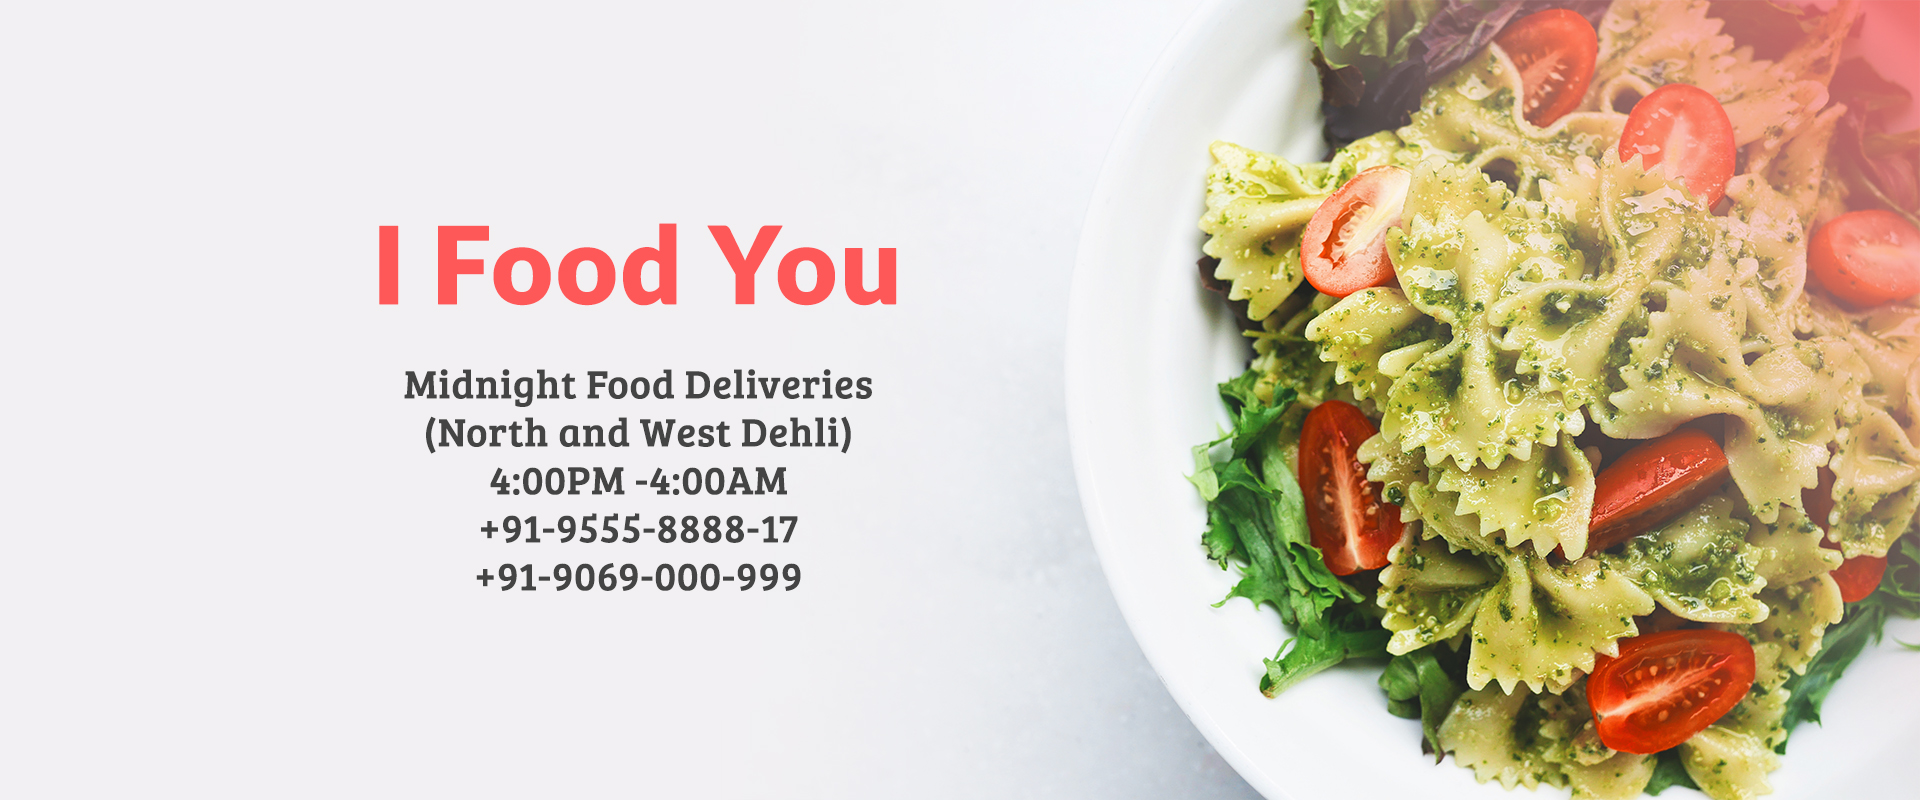 I Food You
Midnight Food Deliveries
(North and West Dehli)
4:00PM -4:00AM
+91-9555-8888-17
+91-9069-000-999